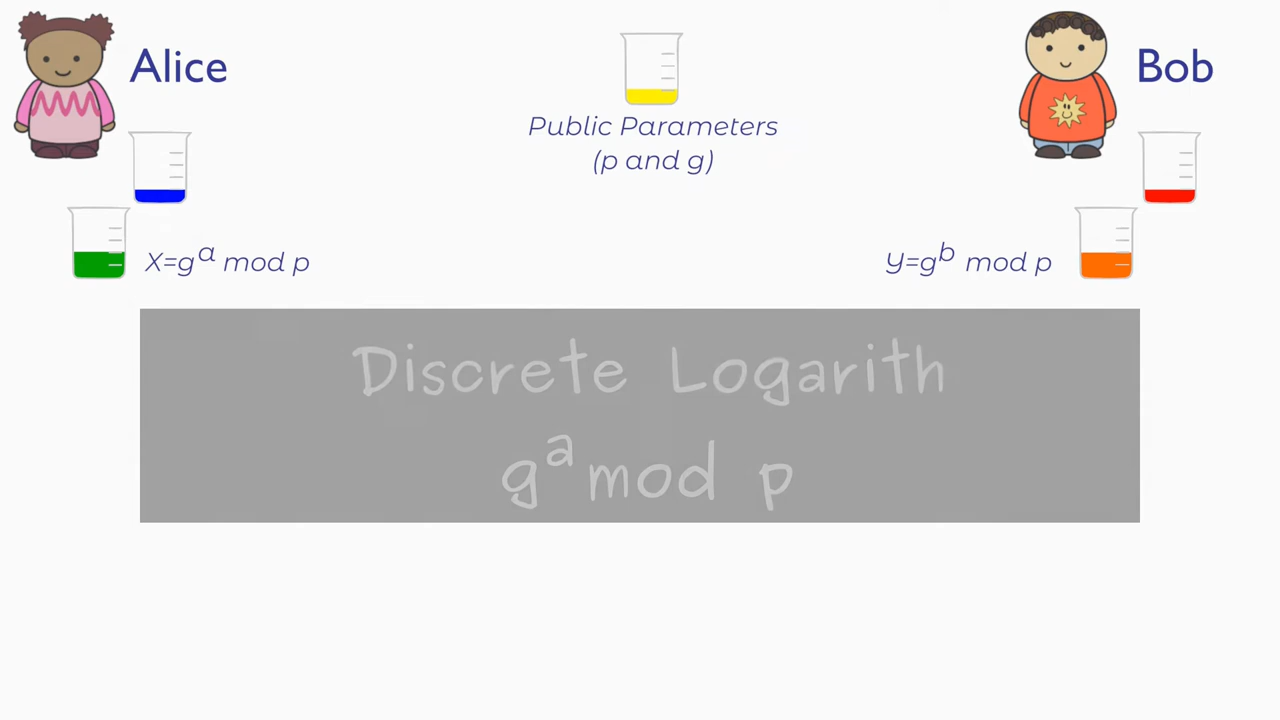 Alice
Bob
Public Parameters
(p and g)
X=g^a mod p
Y=g^b mod p
Discrete Logarith
g^a mod p